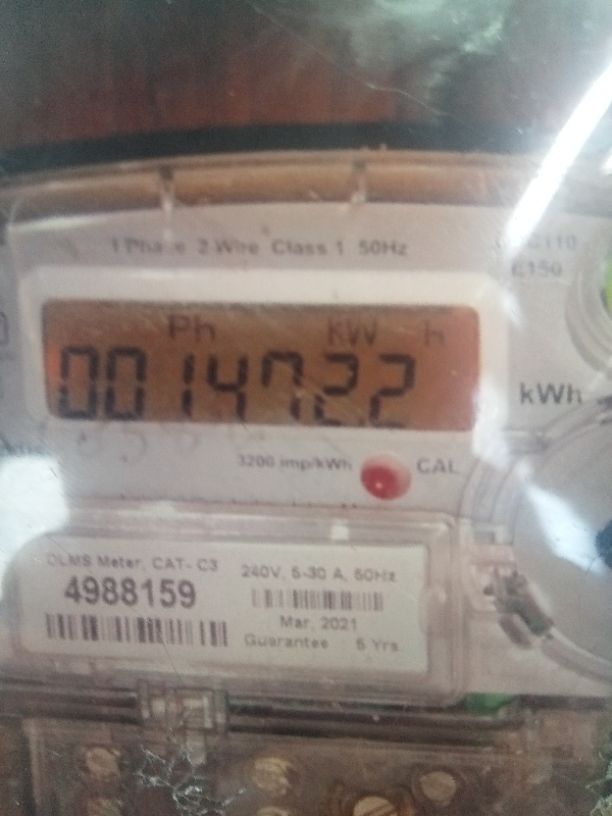 1 Phase 2 Wire Class 1 50Hz
E150
Ph kW h
0014722
kWh
3200 imp/kWh CAL
DLMS Meter, CAT- C3
4988159
240V, 5-30 A, 50Hz
Mar, 2021
Guarantee 5 Yrs.